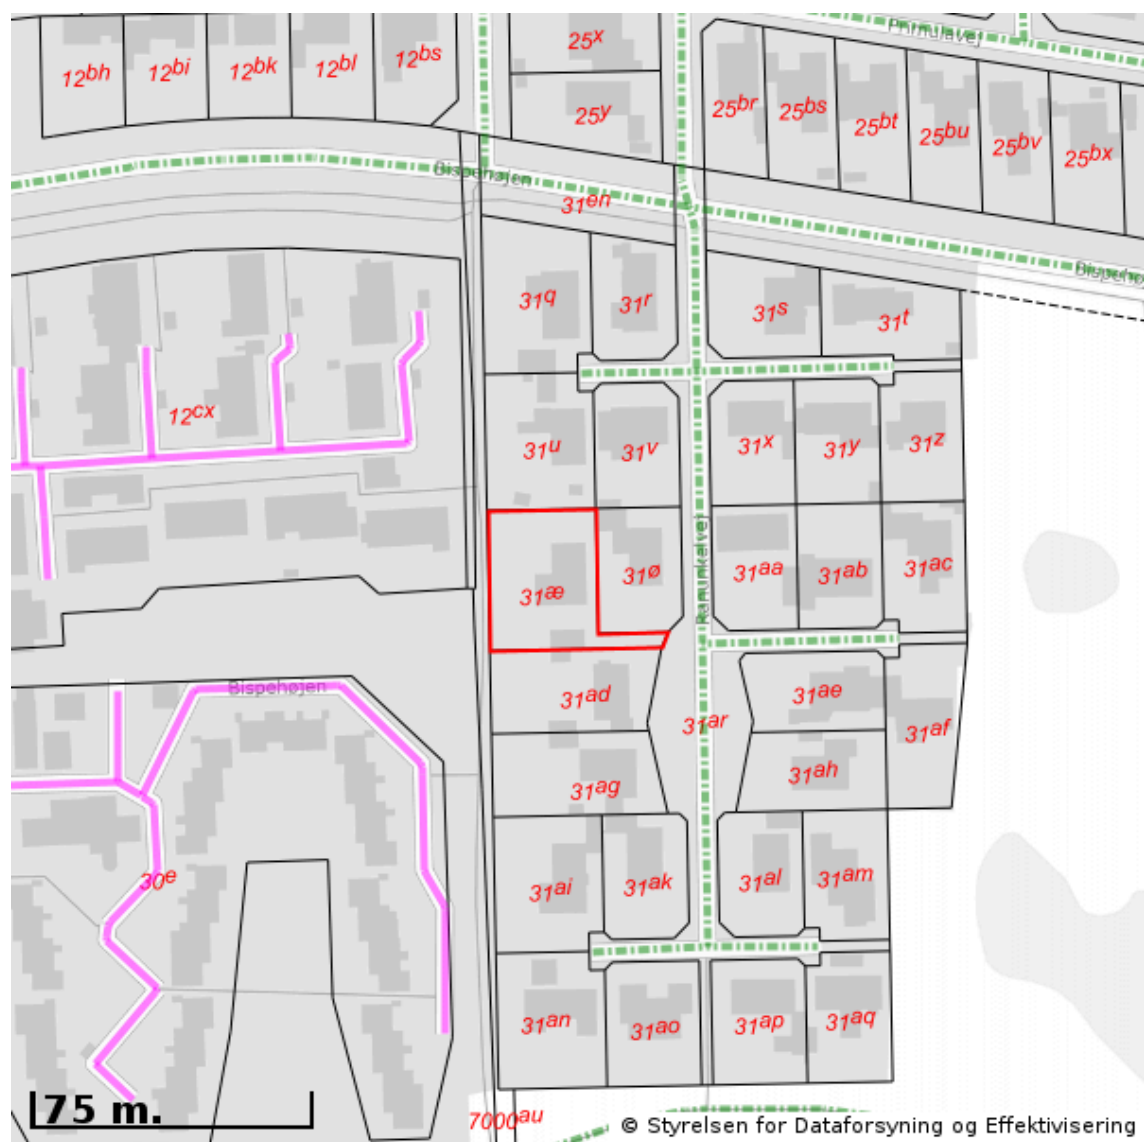 Primulavej
12bh
12bi
12bk
12bl
12bs
25x
25y
25br
25bs
25bt
25bu
25bv
25bx
Bispehøjen
31en
Bispehø
31q
31r
31s
31t
12cx
31u
31v
31x
31y
31z
Ranunkelvej
31æ
31ø
31aa
31ab
31ac
Bispehøjen
31ad
31ar
31ae
31af
31ag
31ah
30e
31ai
31ak
31al
31am
31an
31ao
31ap
31aq
75 m.
7000au
© Styrelsen for Dataforsyning og Effektivisering